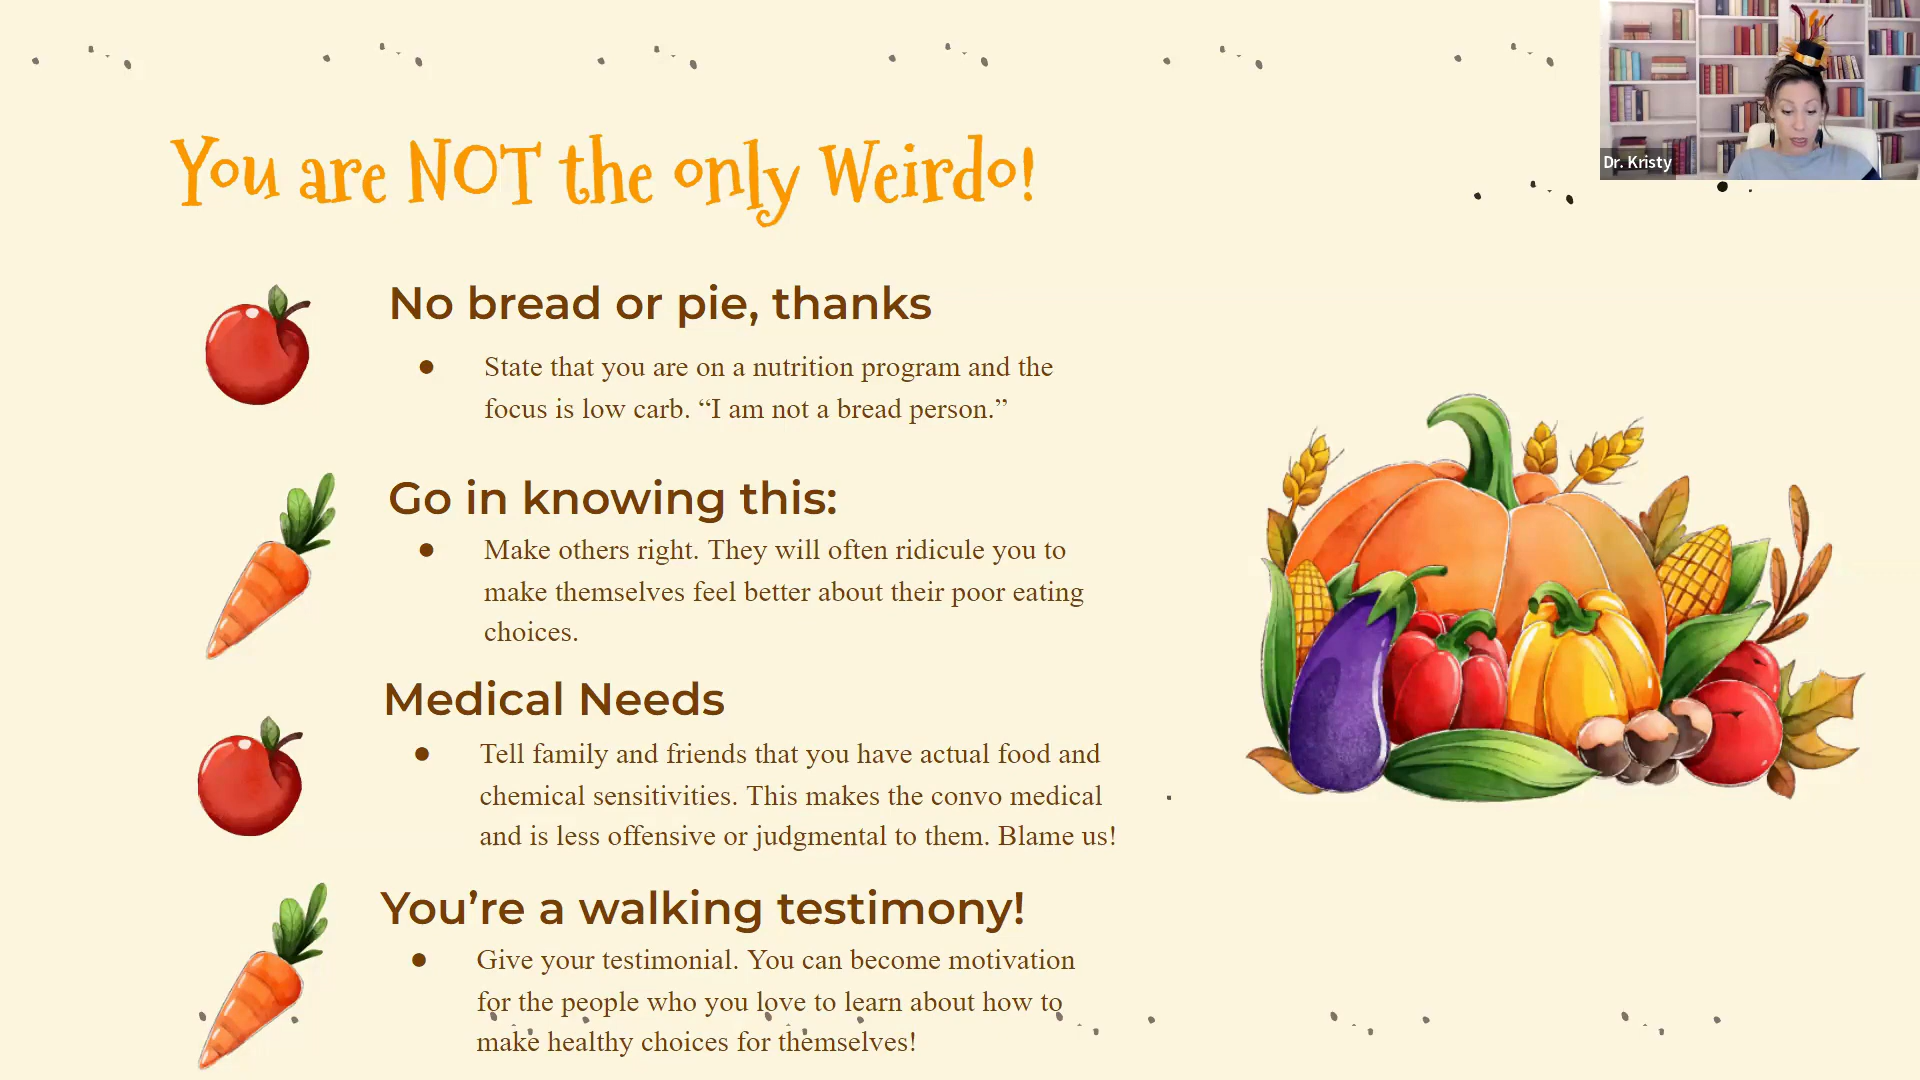 Dr. Kristy
You are NOT the only Weirdo!
No bread or pie, thanks
● State that you are on a nutrition program and the
focus is low carb. “I am not a bread person.”
Go in knowing this:
● Make others right. They will often ridicule you to
make themselves feel better about their poor eating
choices.
Medical Needs
● Tell family and friends that you have actual food and
chemical sensitivities. This makes the convo medical
and is less offensive or judgmental to them. Blame us!
You’re a walking testimony!
● Give your testimonial. You can become motivation
for the people who you love to learn about how to
make healthy choices for themselves!